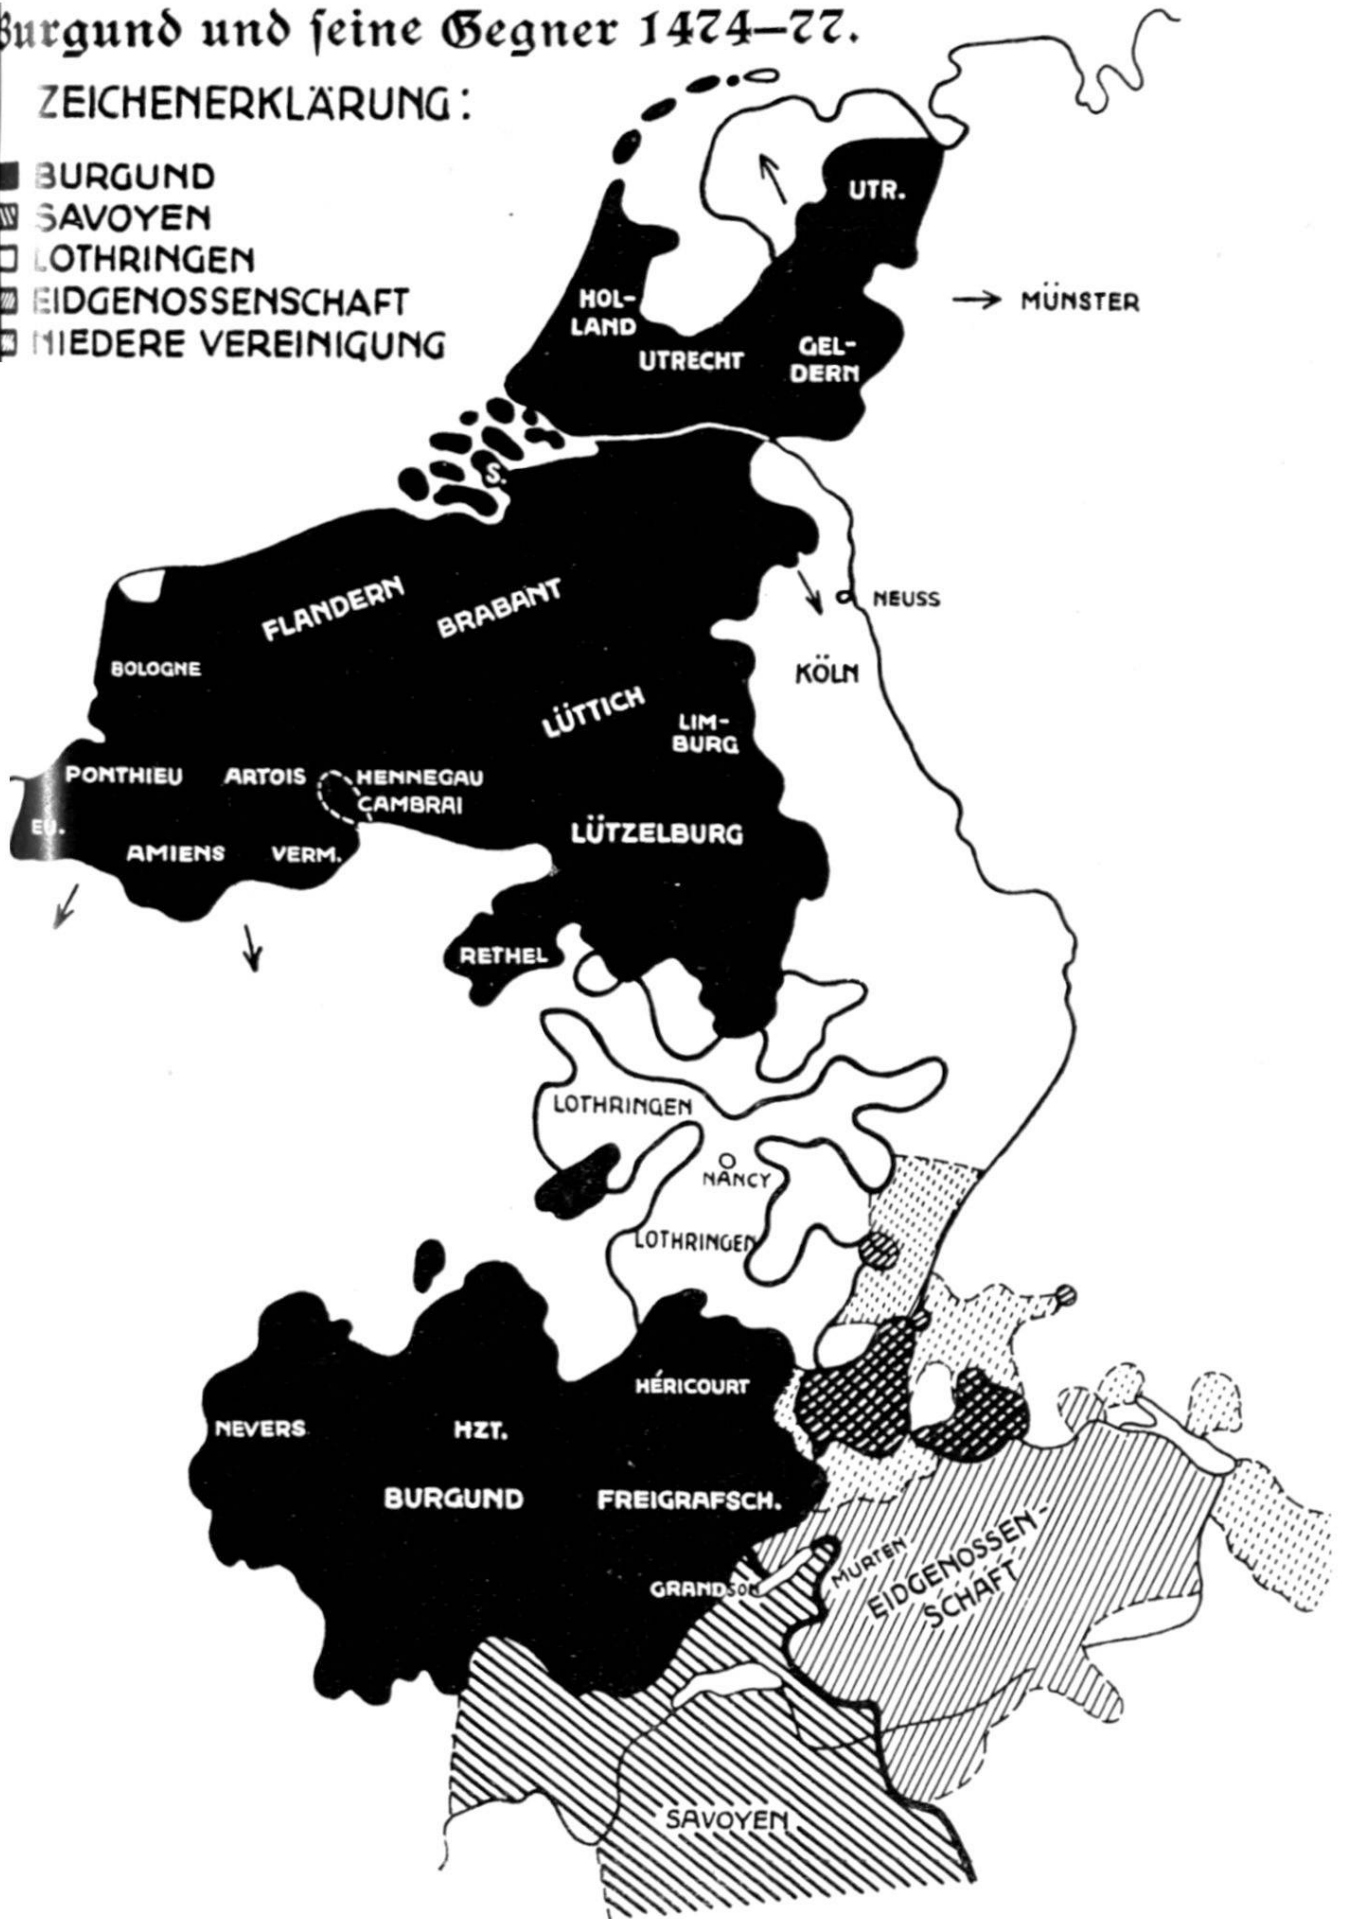 Burgund und seine Gegner 1474–77.
ZEICHENERKLÄRUNG:
BURGUND
SAVOYEN
LOTHRINGEN
EIDGENOSSENSCHAFT
NIEDERE VEREINIGUNG
UTR.
HOL-
LAND
UTRECHT
GEL-
DERN
MÜNSTER
S.
NEUSS
FLANDERN
BRABANT
BOLOGNE
KÖLN
LÜTTICH
LIM-
BURG
PONTHIEU
ARTOIS
HENNEGAU
CAMBRAI
EU.
AMIENS
VERM.
LÜTZELBURG
RETHEL
LOTHRINGEN
NANCY
LOTHRINGEN
HÉRICOURT
NEVERS
HZT.
BURGUND
FREIGRAFSCH.
GRANDSON
MURTEN
EIDGENOSSEN-
SCHAFT
SAVOYEN